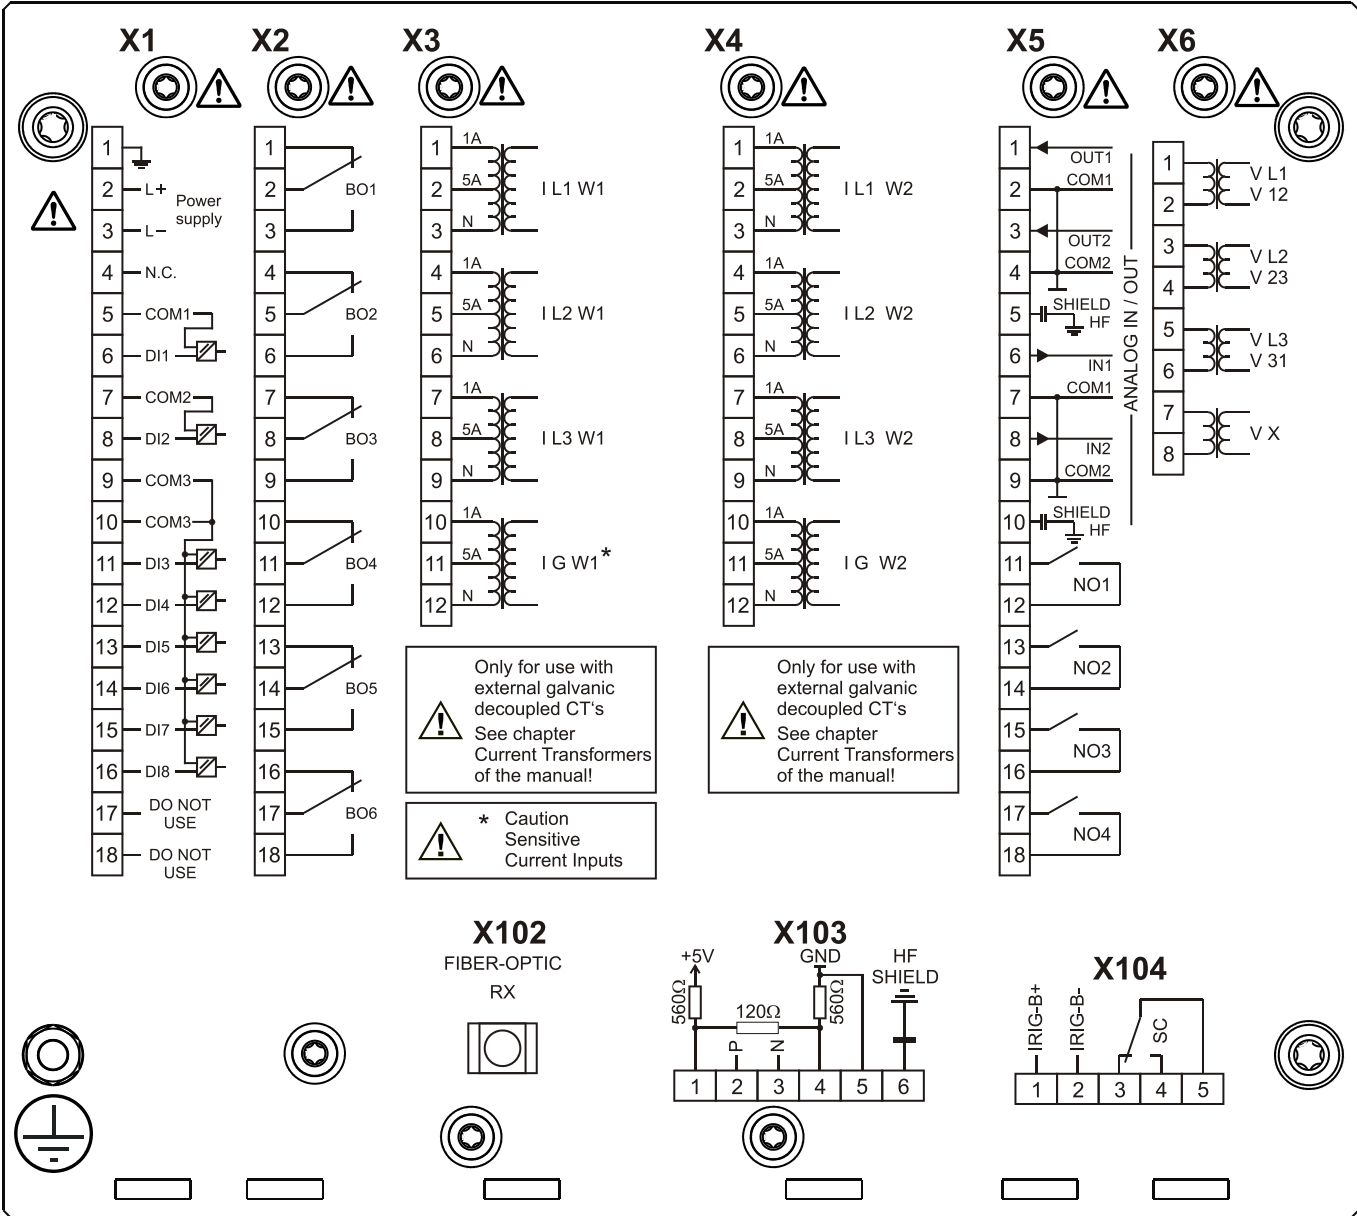 X1
X2
X3
X4
X5
X6
1
2 L+
Power
supply
3 L–
4 N.C.
5 COM1
6 DI1
7 COM2
8 DI2
9 COM3
10 COM3
11 DI3
12 DI4
13 DI5
14 DI6
15 DI7
16 DI8
17 DO NOT
USE
18 DO NOT
USE
1
2 BO1
3
4
5 BO2
6
7
8 BO3
9
10
11 BO4
12
13
14 BO5
15
16
17 BO6
18
1 1A
2 5A I L1 W1
3 N
4 1A
5 5A I L2 W1
6 N
7 1A
8 5A I L3 W1
9 N
10 1A
11 5A I G W1*
12 N
Only for use with
external galvanic
decoupled CT's
See chapter
Current Transformers
of the manual!
* Caution
Sensitive
Current Inputs
1 1A
2 5A I L1 W2
3 N
4 1A
5 5A I L2 W2
6 N
7 1A
8 5A I L3 W2
9 N
10 1A
11 5A I G W2
12 N
Only for use with
external galvanic
decoupled CT's
See chapter
Current Transformers
of the manual!
1 OUT1
2 COM1
3 OUT2
4 COM2
5 SHIELD
HF
6 IN1
7 COM1
8 IN2
9 COM2
10 SHIELD
HF
ANALOG IN / OUT
11
NO1
12
13
NO2
14
15
NO3
16
17
NO4
18
1 V L1
2 V 12
3 V L2
4 V 23
5 V L3
6 V 31
7
V X
8
X102
FIBER-OPTIC
RX
X103
+5V
GND
HF
SHIELD
560Ω
120Ω
560Ω
P
N
1 2 3 4 5 6
X104
IRIG-B+
IRIG-B-
SC
1 2 3 4 5